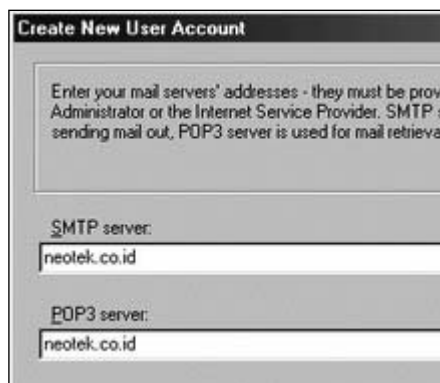 Create New User Account
Enter your mail servers' addresses - they must be prov
Administrator or the Internet Service Provider. SMTP s
sending mail out, POP3 server is used for mail retrieva
SMTP server:
neotek.co.id
POP3 server:
neotek.co.id